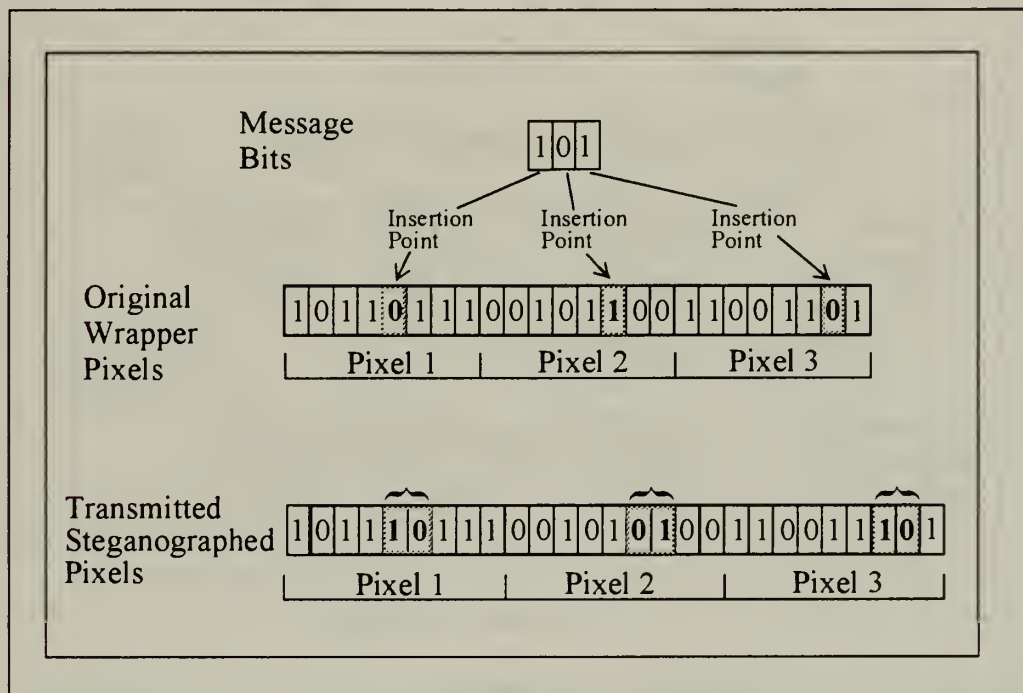 Message
Bits
101
Insertion
Point
Insertion
Point
Insertion
Point
Original
Wrapper
Pixels
101101110010110011001101
Pixel 1
Pixel 2
Pixel 3
Transmitted
Steganographed
Pixels
101110111001010100110011101
Pixel 1
Pixel 2
Pixel 3